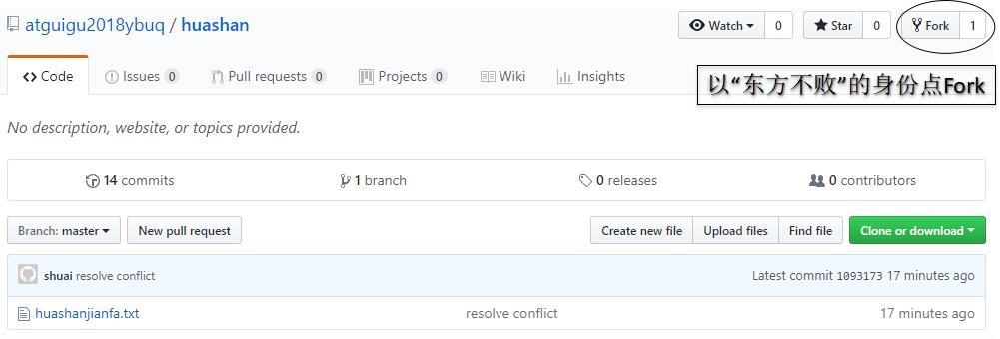 atguigu2018ybuq / huashan Watch 0 Star 0 Fork 1
Code Issues 0 Pull requests 0 Projects 0 Wiki Insights
以“东方不败”的身份点Fork
No description, website, or topics provided.
14 commits 1 branch 0 releases 0 contributors
Branch: master New pull request Create new file Upload files Find file Clone or download
shuai resolve conflict Latest commit 1093173 17 minutes ago
huashanjianfa.txt resolve conflict 17 minutes ago